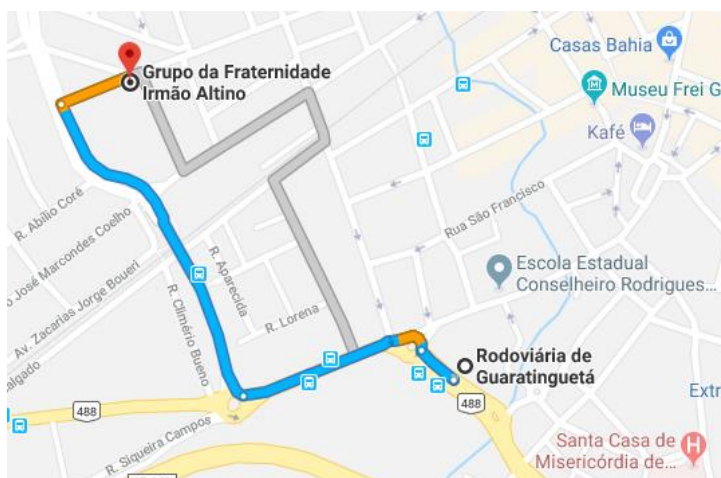 Casas Bahia
Grupo da Fraternidade
Irmão Altino
Museu Frei G
Kafé
R. Abílio Coré
Rua São Francisco
o José Marcondes Coelho
R. Aparecida
Escola Estadual
Conselheiro Rodrigues...
Av. Zacarias Jorge Boueri
R. Climério Bueno
R. Lorena
algado
Rodoviária de
Guaratinguetá
Extr
488
488
R. Siqueira Campos
Santa Casa de
Misericórdia de...
H